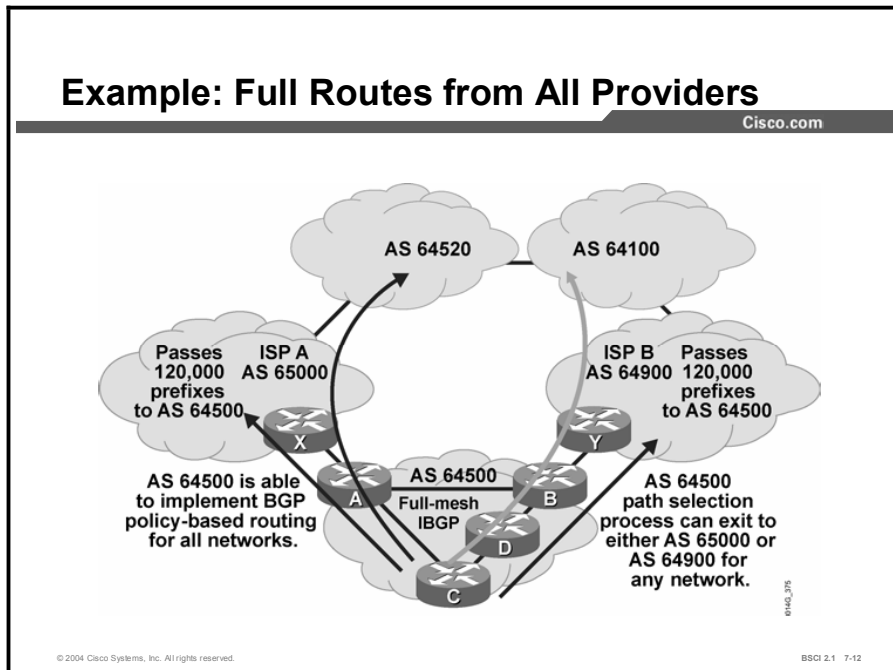 Example: Full Routes from All Providers
Cisco.com
AS 64520
AS 64100
Passes
120,000
prefixes
to AS 64500
ISP A
AS 65000
ISP B
AS 64900
Passes
120,000
prefixes
to AS 64500
X
Y
A
AS 64500
B
Full-mesh
IBGP
D
C
AS 64500 is able
to implement BGP
policy-based routing
for all networks.
AS 64500
path selection
process can exit to
either AS 65000 or
AS 64900 for
any network.
I014G_375
© 2004 Cisco Systems, Inc. All rights reserved.
BSCI 2.1 7-12